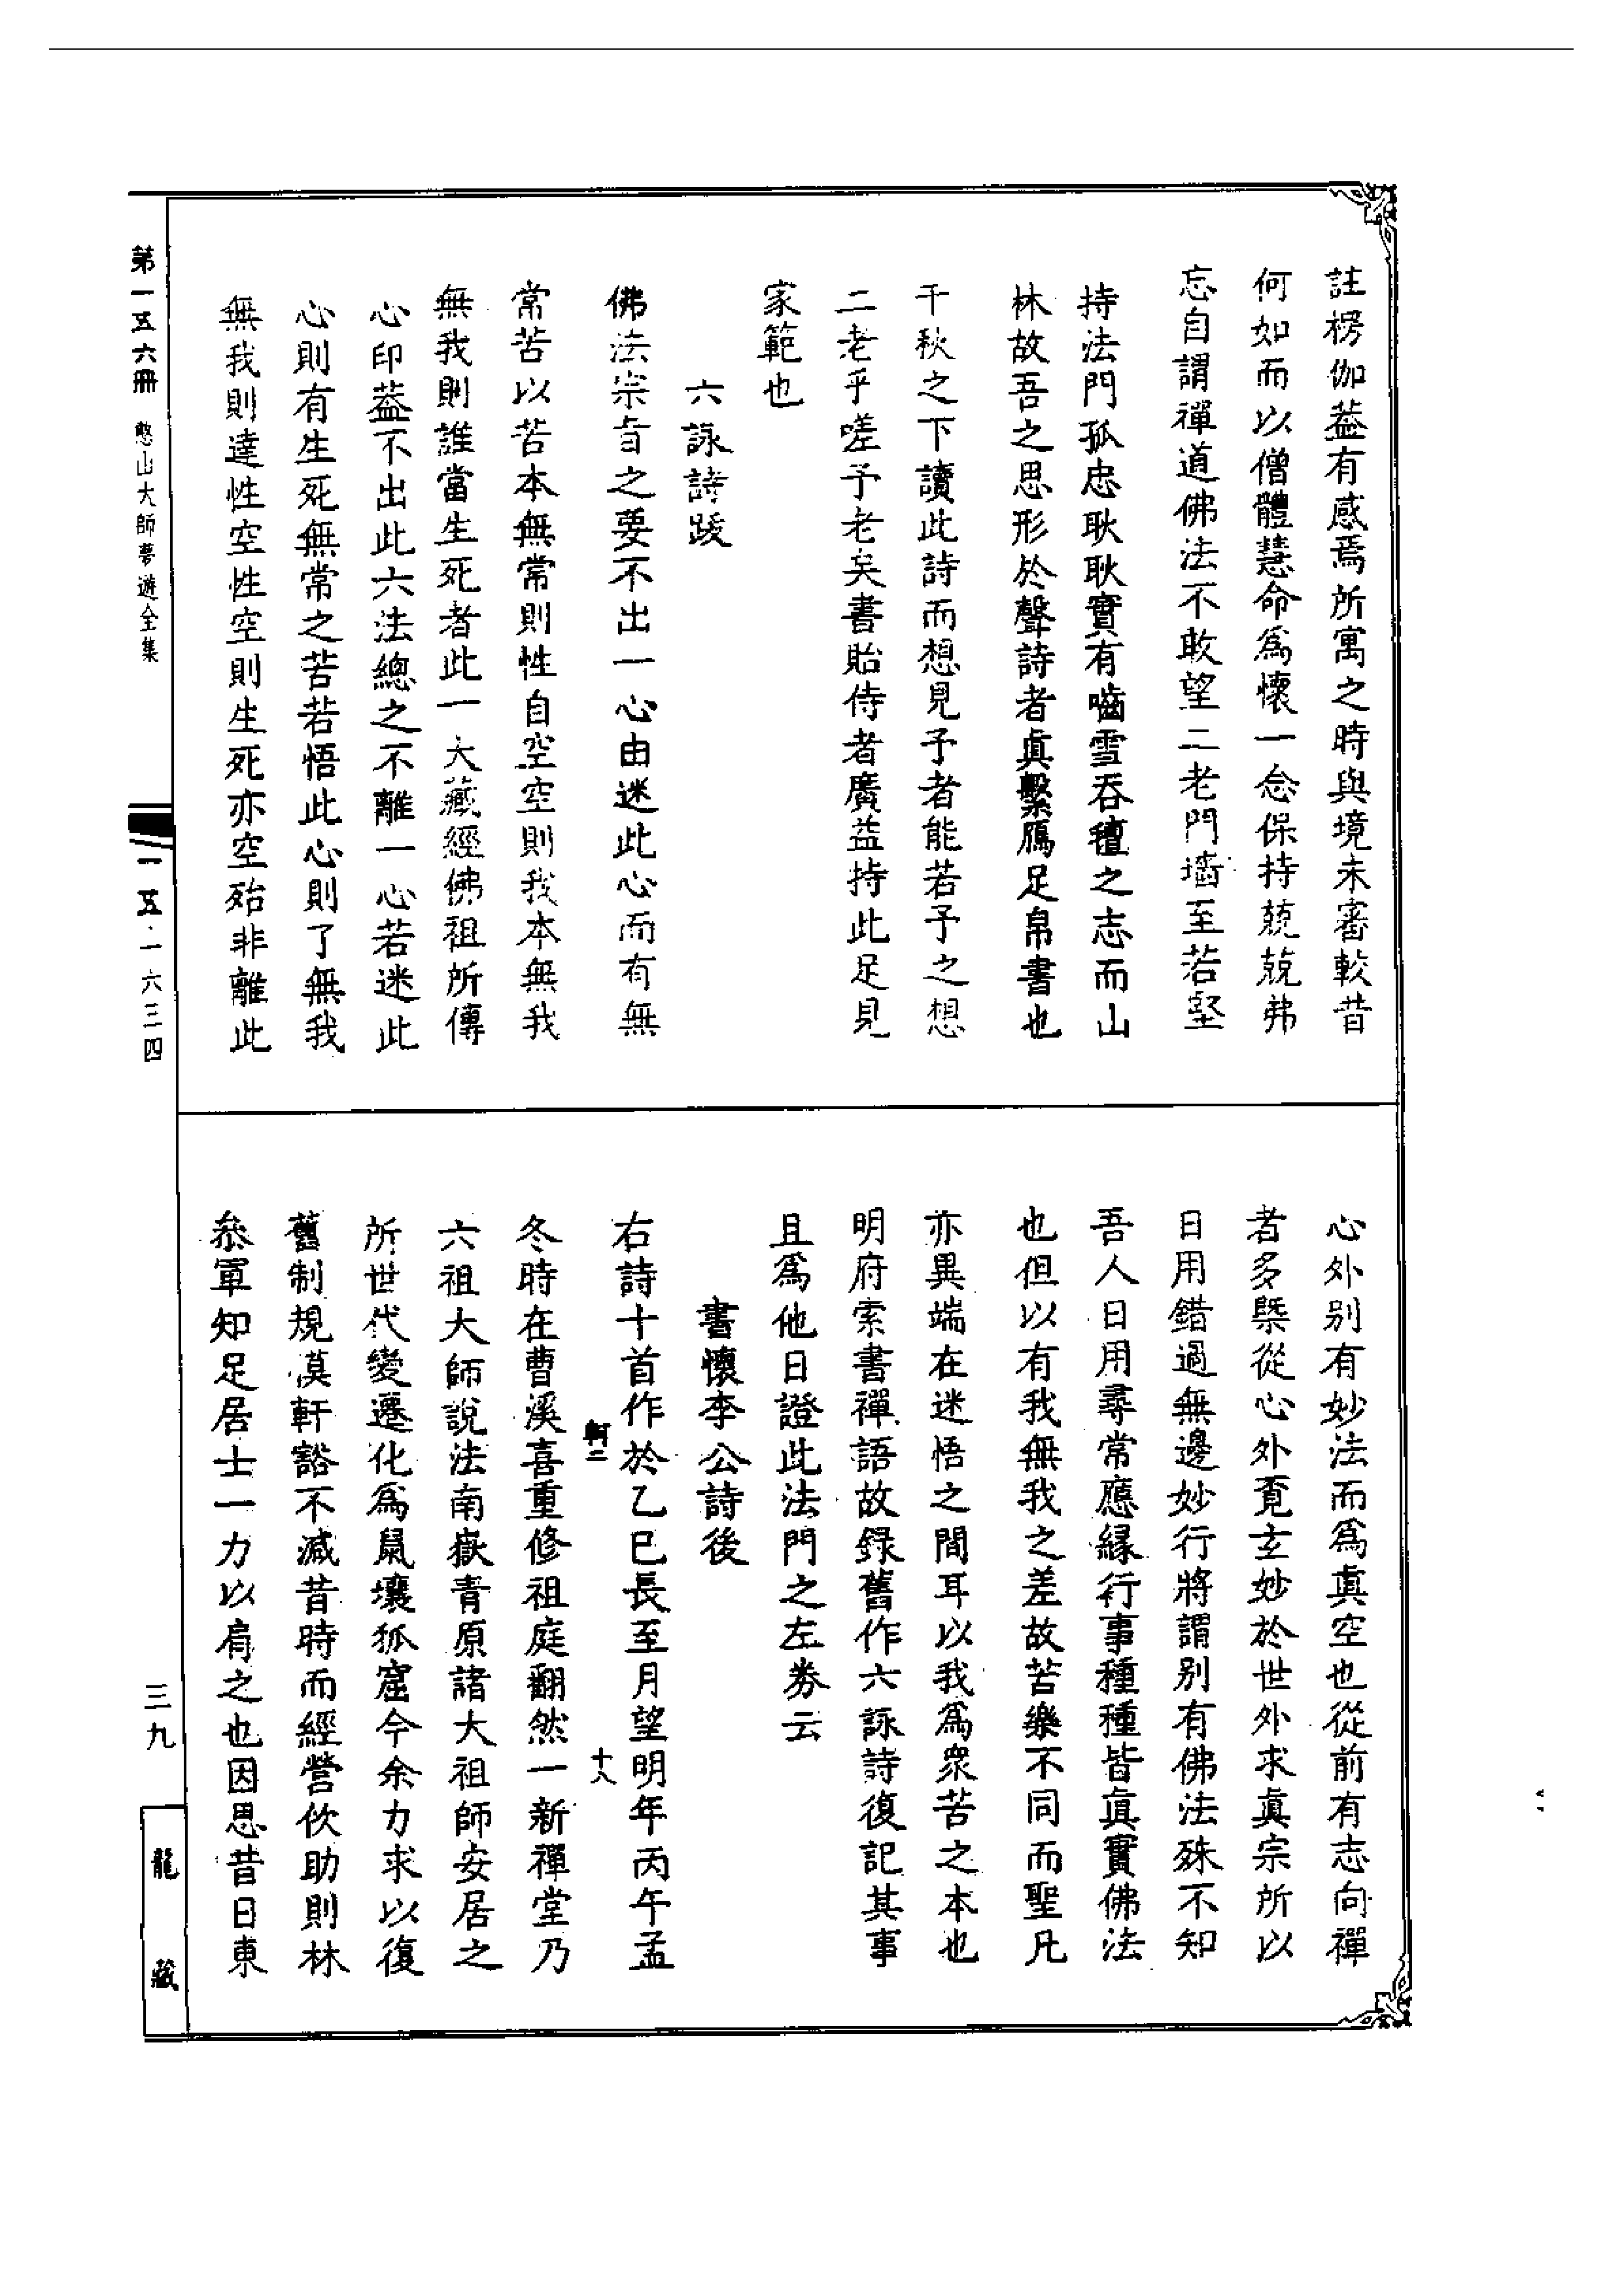 註楞伽葢有感焉所寓之時與境未審較昔
何如而以僧體慧命爲懷一念保持兢兢弗
忘自謂禪道佛法不敢望二老門墻至若堅
持法門孤忠耿耿實有嚙雪吞氊之志而山
林故吾之思形於聲詩者眞繫鴈足帛書也
千秋之下讀此詩而想見予者能若予之想
二老乎嗟予老矣書貽侍者廣益持此足見
家範也
六詠詩跋
佛法宗旨之要不出一心由迷此心而有無
常苦以苦本無常則性自空空則我本無我
無我則誰當生死者此一大藏經佛祖所傳
心印葢不出此六法總之不離一心若迷此
心則有生死無常之苦若悟此心則了無我
無我則達性空性空則生死亦空殆非離此
心外别有妙法而爲眞空也從前有志向禪
者多槩從心外覔玄妙於世外求眞宗所以
日用錯過無邊妙行將謂别有佛法殊不知
吾人日用尋常應緣行事種種皆眞實佛法
也但以有我無我之差故苦樂不同而聖凡
亦異端在迷悟之間耳以我爲衆苦之本也
明府索書禪語故録舊作六詠詩復記其事
且爲他日證此法門之左劵云
書懷李公詩後
右詩十首作於乙巳長至月望明年丙午孟
軻二
十八
冬時在曹溪喜重修祖庭翻然一新禪堂乃
六祖大師說法南嶽青原諸大祖師安居之
所世代變遷化爲鼠壤狐窟今余力求以復
舊制規漠軒豁不减昔時而經營佽助則林
叅軍知足居士一力以肩之也因思昔日東
第一五六冊 憨山大師夢遊全集
一五·一六三四
三九
龍藏